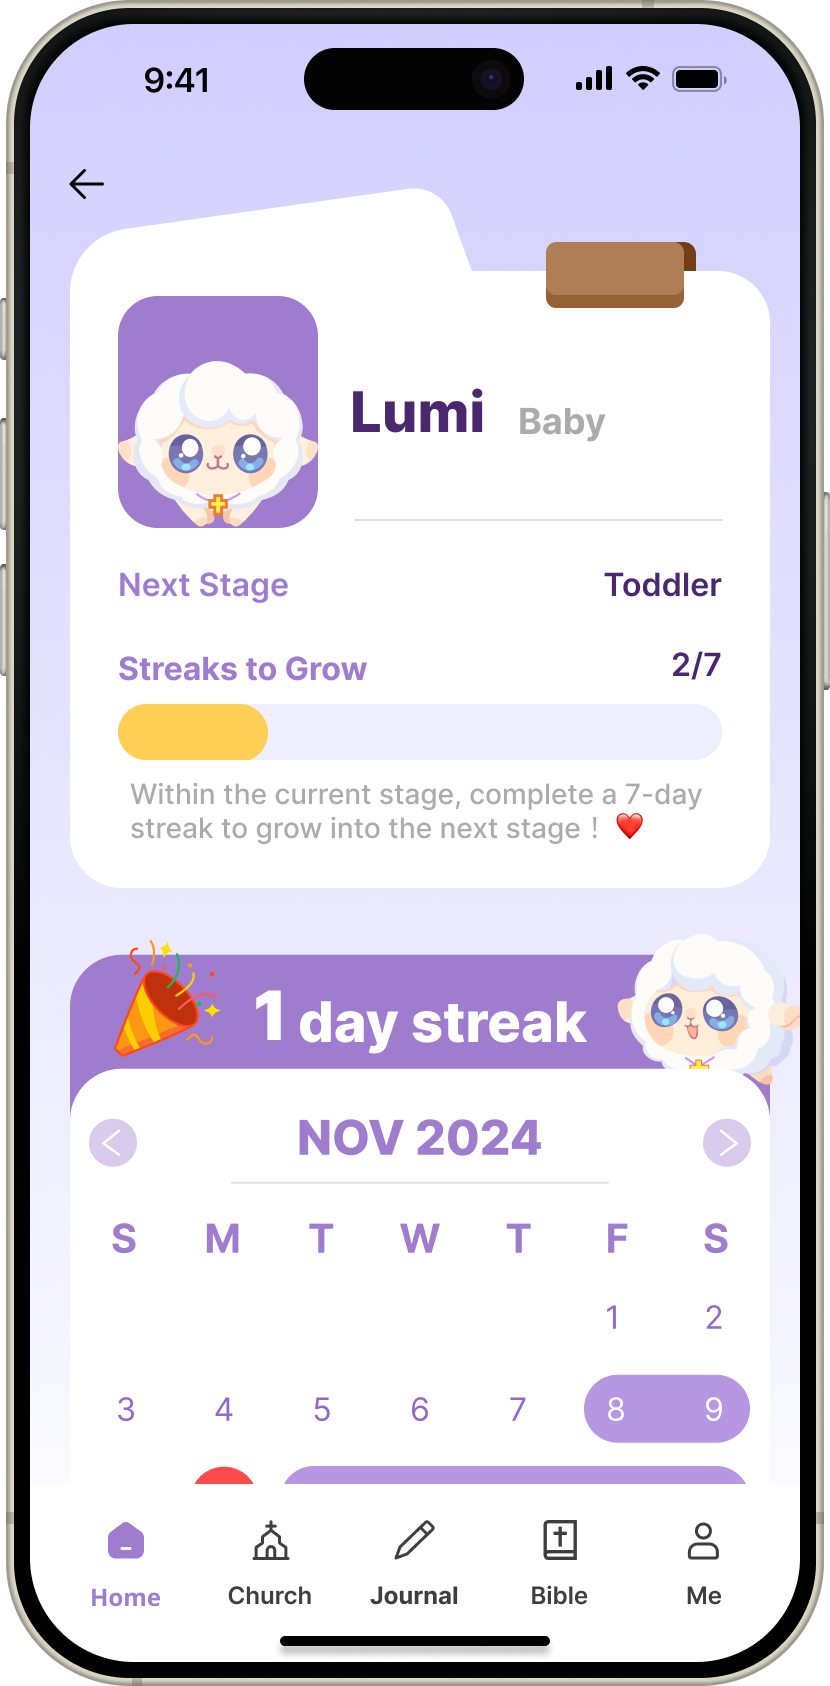 9:41
Lumi Baby
Next Stage Toddler
Streaks to Grow 2/7
Within the current stage, complete a 7-day
streak to grow into the next stage ! ❤️
1 day streak
NOV 2024
S M T W T F S
1 2
3 4 5 6 7 8 9
Home Church Journal Bible Me